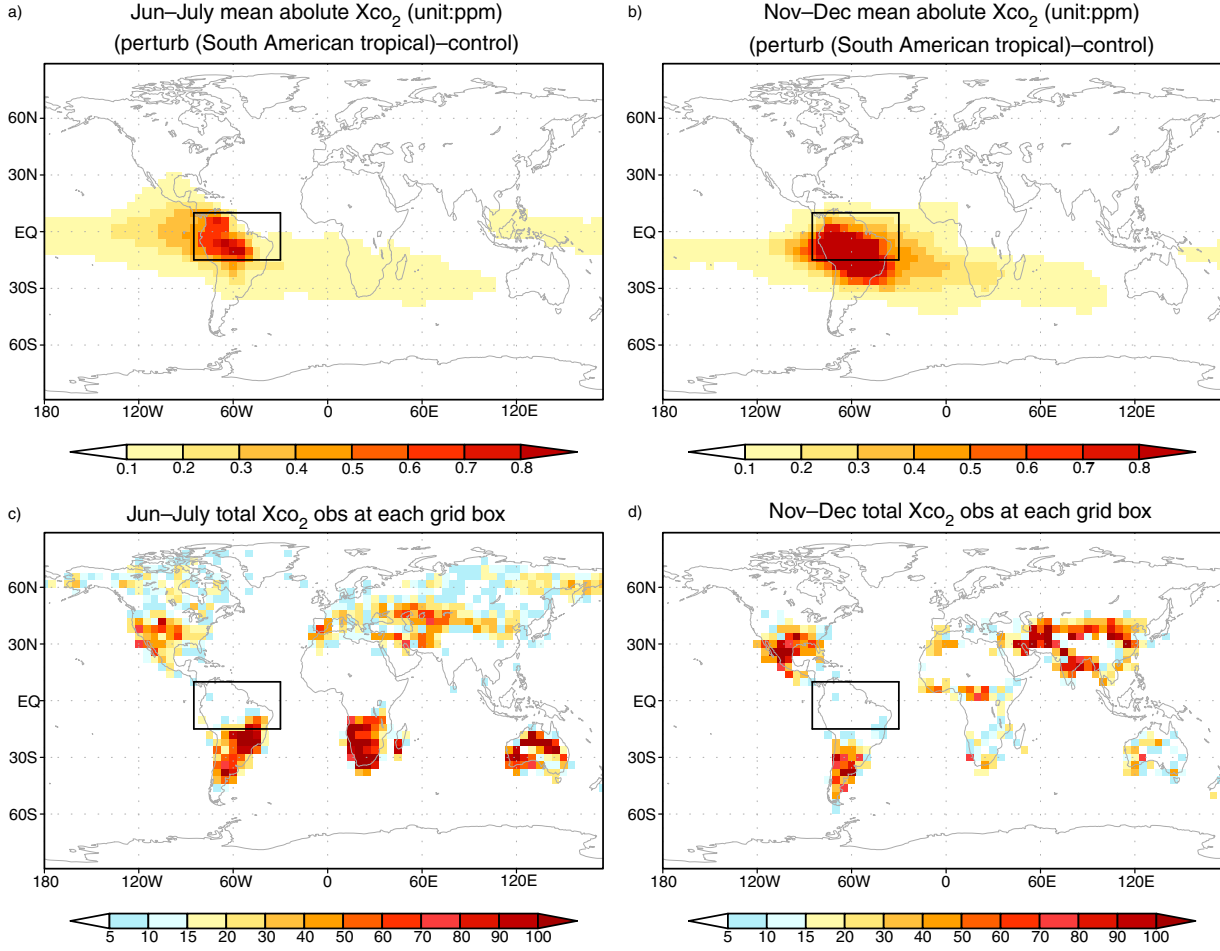 a)
Jun–July mean abolute Xco2 (unit:ppm)
(perturb (South American tropical)–control)
60N
30N
EQ
30S
60S
180 120W 60W 0 60E 120E
0.1 0.2 0.3 0.4 0.5 0.6 0.7 0.8
b)
Nov–Dec mean abolute Xco2 (unit:ppm)
(perturb (South American tropical)–control)
60N
30N
EQ
30S
60S
180 120W 60W 0 60E 120E
0.1 0.2 0.3 0.4 0.5 0.6 0.7 0.8
c)
Jun–July total Xco2 obs at each grid box
60N
30N
EQ
30S
60S
180 120W 60W 0 60E 120E
5 10 15 20 30 40 60 70 80 90 100
d)
Nov–Dec total Xco2 obs at each grid box
60N
30N
EQ
30S
60S
180 120W 60W 0 60E 120E
5 10 15 20 30 40 50 60 70 80 90 100